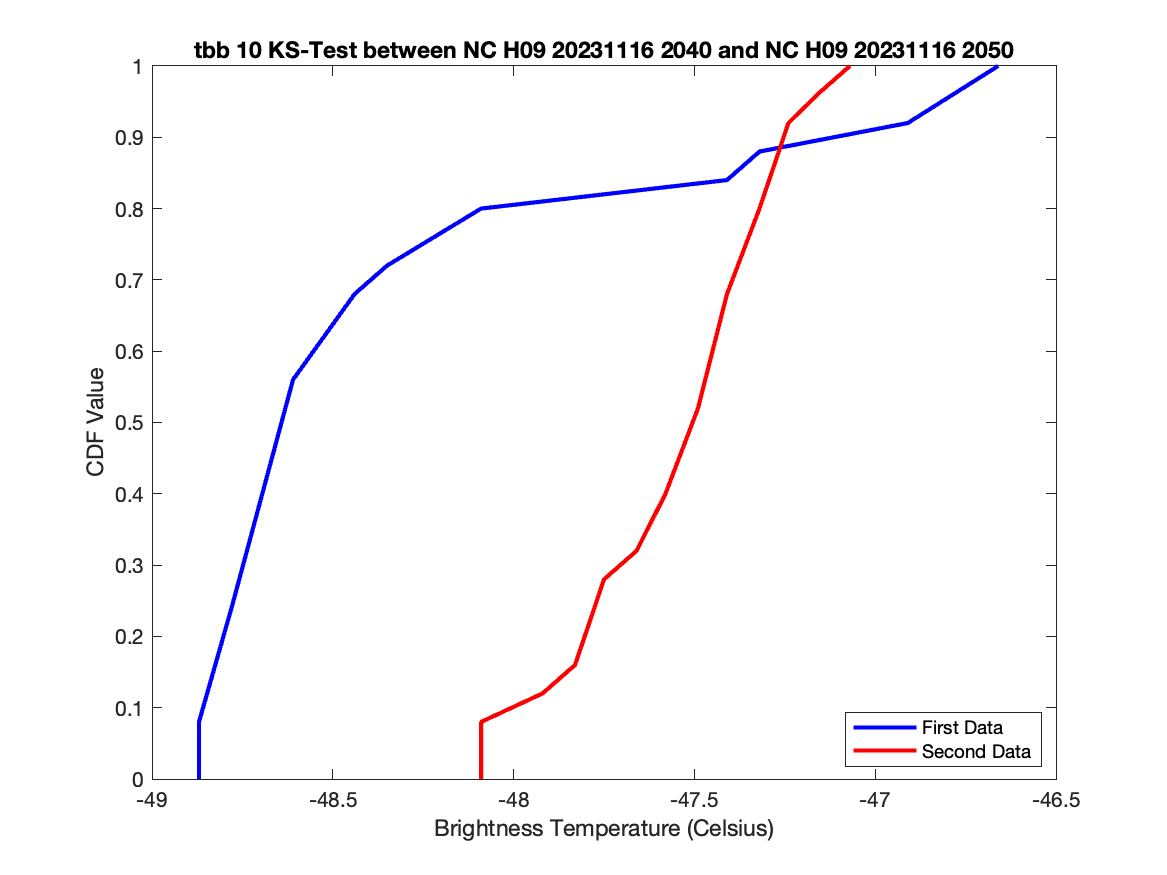 tbb 10 KS-Test between NC H09 20231116 2040 and NC H09 20231116 2050
1
0.9
0.8
0.7
0.6
0.5
0.4
0.3
0.2
0.1
0
CDF Value
First Data
Second Data
-49 -48.5 -48 -47.5 -47 -46.5
Brightness Temperature (Celsius)